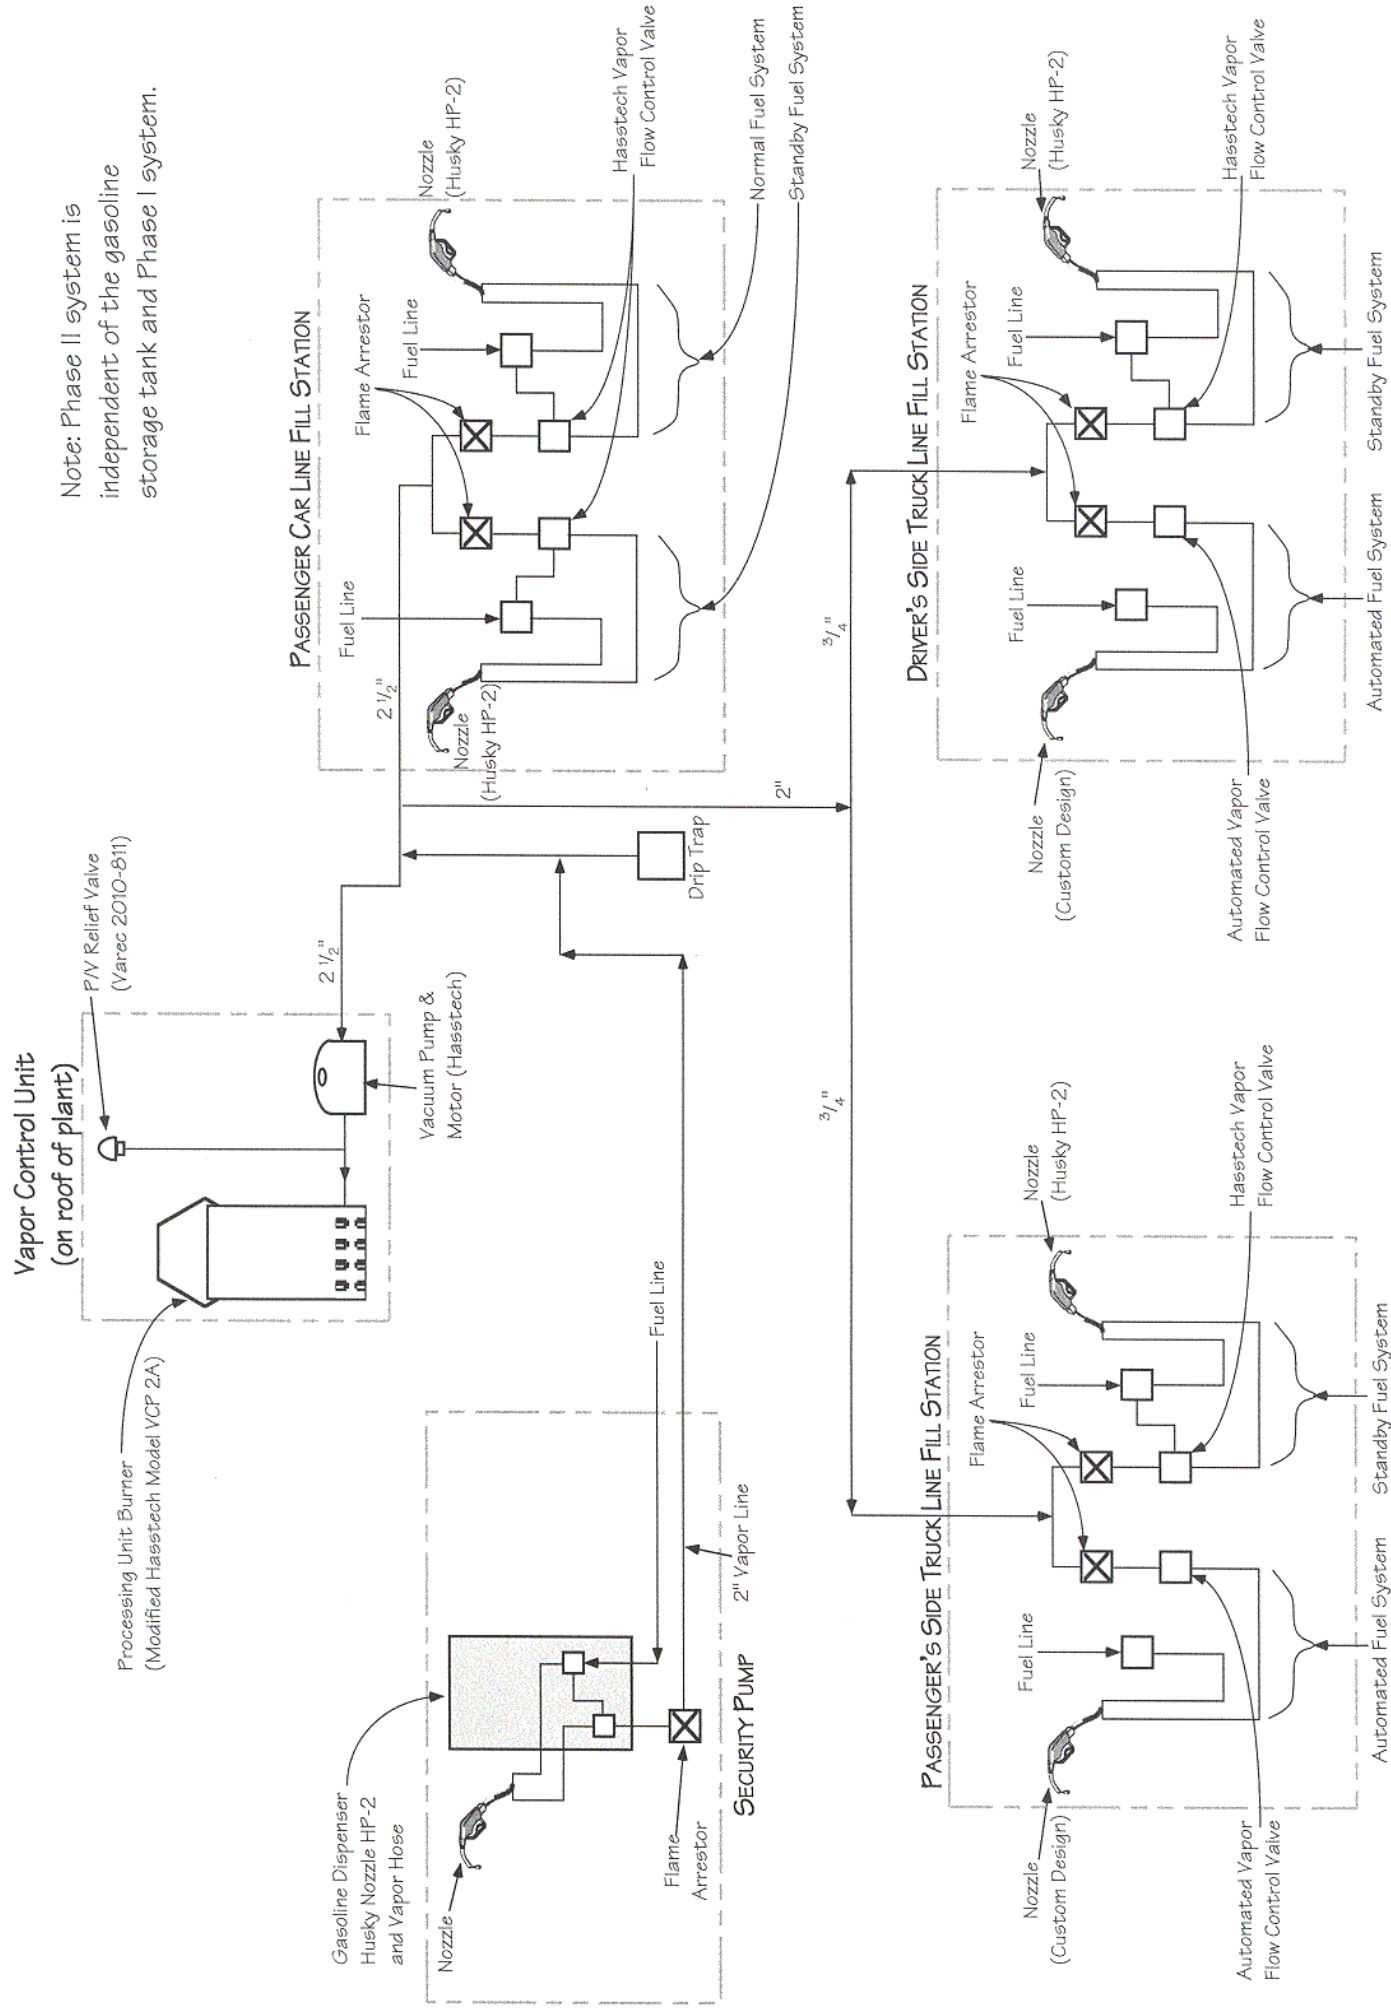 Vapor Control Unit
(on roof of plant)
Note: Phase II system is
independent of the gasoline
storage tank and Phase I system.
P/V Relief Valve
(Varec 2010-811)
Processing Unit Burner
(Modified Hasstech Model VCP 2A)
2 1/2"
Vacuum Pump &
Motor (Hasstech)
2 1/2"
PASSENGER CAR LINE FILL STATION
Fuel Line
Flame Arrestor
Fuel Line
Nozzle
(Husky HP-2)
Nozzle
(Husky HP-2)
Hasstech Vapor
Flow Control Valve
Normal Fuel System
Standby Fuel System
Gasoline Dispenser
Husky Nozzle HP-2
and Vapor Hose
Nozzle
Fuel Line
Flame
Arrestor
2" Vapor Line
SECURITY PUMP
Drip Trap
2"
3/4"
3/4"
PASSENGER'S SIDE TRUCK LINE FILL STATION
Flame Arrestor
Fuel Line
Fuel Line
Nozzle
(Custom Design)
Nozzle
(Husky HP-2)
Automated Vapor
Flow Control Valve
Hasstech Vapor
Flow Control Valve
Automated Fuel System
Standby Fuel System
DRIVER'S SIDE TRUCK LINE FILL STATION
Flame Arrestor
Fuel Line
Fuel Line
Nozzle
(Custom Design)
Nozzle
(Husky HP-2)
Automated Vapor
Flow Control Valve
Hasstech Vapor
Flow Control Valve
Automated Fuel System
Standby Fuel System